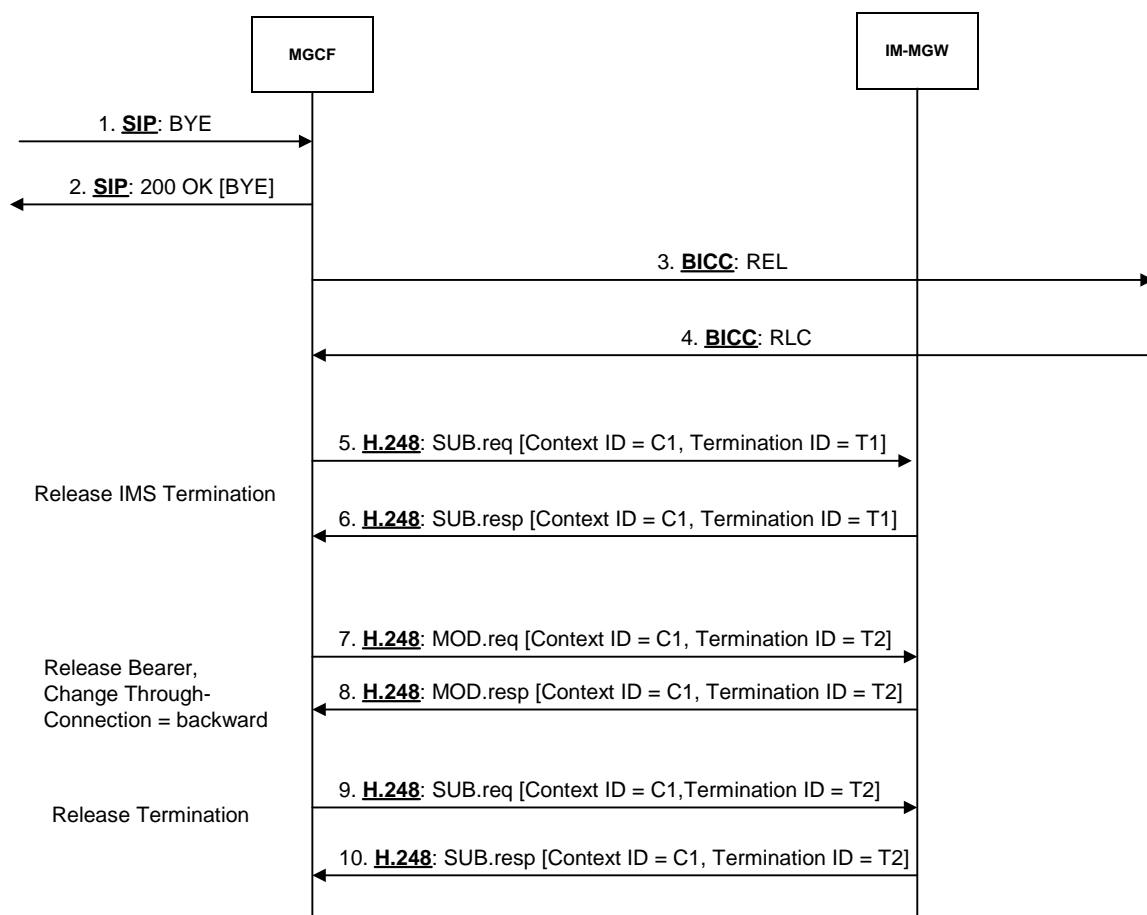 MGCF
IM-MGW
1. SIP: BYE
2. SIP: 200 OK [BYE]
3. BICC: REL
4. BICC: RLC
5. H.248: SUB.req [Context ID = C1, Termination ID = T1]
Release IMS Termination
6. H.248: SUB.resp [Context ID = C1, Termination ID = T1]
7. H.248: MOD.req [Context ID = C1, Termination ID = T2]
Release Bearer,
Change Through-
Connection = backward
8. H.248: MOD.resp [Context ID = C1, Termination ID = T2]
9. H.248: SUB.req [Context ID = C1,Termination ID = T2]
Release Termination
10. H.248: SUB.resp [Context ID = C1, Termination ID = T2]